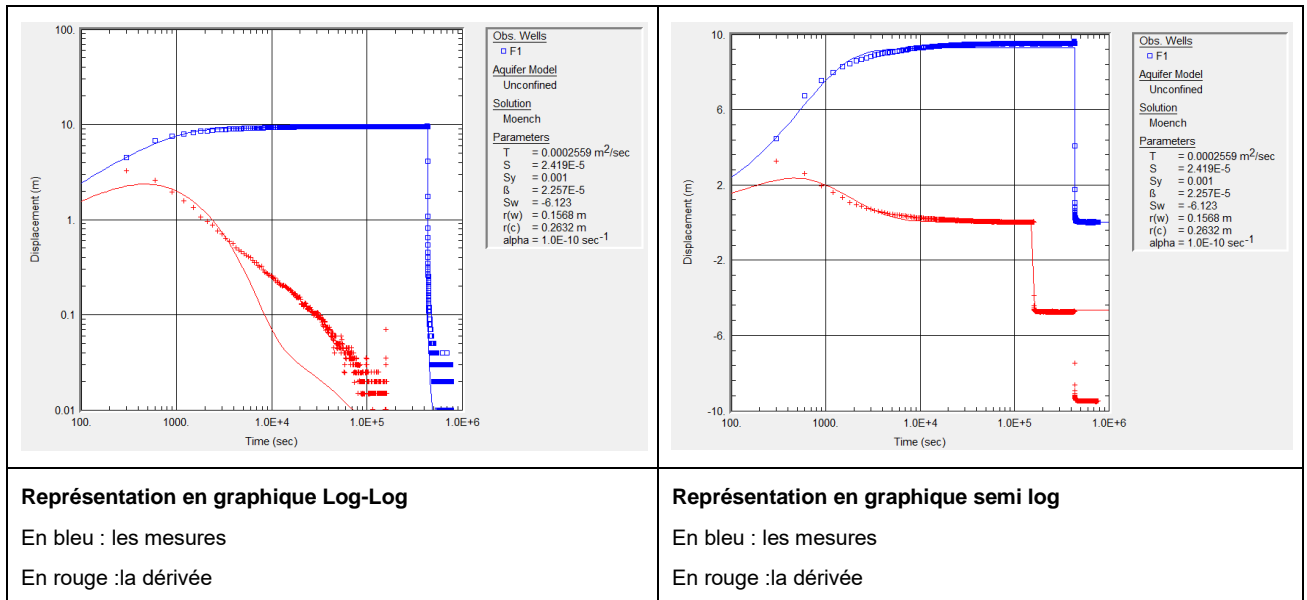 100.
10.
1.
0.1
0.01
Displacement (m)
100.
1000.
1.0E+4
1.0E+5
1.0E+6
Time (sec)
Obs. Wells
F1
Aquifer Model
Unconfined
Solution
Moench
Parameters
T = 0.0002559 m²/sec
S = 2.419E-5
Sy = 0.001
ß = 2.257E-5
Sw = -6.123
r(w) = 0.1568 m
r(c) = 0.2632 m
alpha = 1.0E-10 sec⁻¹
10.
6.
2.
-2.
-6.
-10.
Displacement (m)
100.
1000.
1.0E+4
1.0E+5
1.0E+6
Time (sec)
Obs. Wells
F1
Aquifer Model
Unconfined
Solution
Moench
Parameters
T = 0.0002559 m²/sec
S = 2.419E-5
Sy = 0.001
ß = 2.257E-5
Sw = -6.123
r(w) = 0.1568 m
r(c) = 0.2632 m
alpha = 1.0E-10 sec⁻¹
Représentation en graphique Log-Log
En bleu : les mesures
En rouge :la dérivée
Représentation en graphique semi log
En bleu : les mesures
En rouge :la dérivée